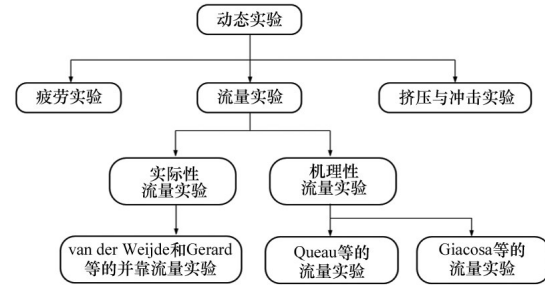 动态实验
疲劳实验
流量实验
挤压与冲击实验
实际性
流量实验
机理性
流量实验
van der Weijde和Gerard
等的并靠流量实验
Queau等的
流量实验
Giacosa等的
流量实验